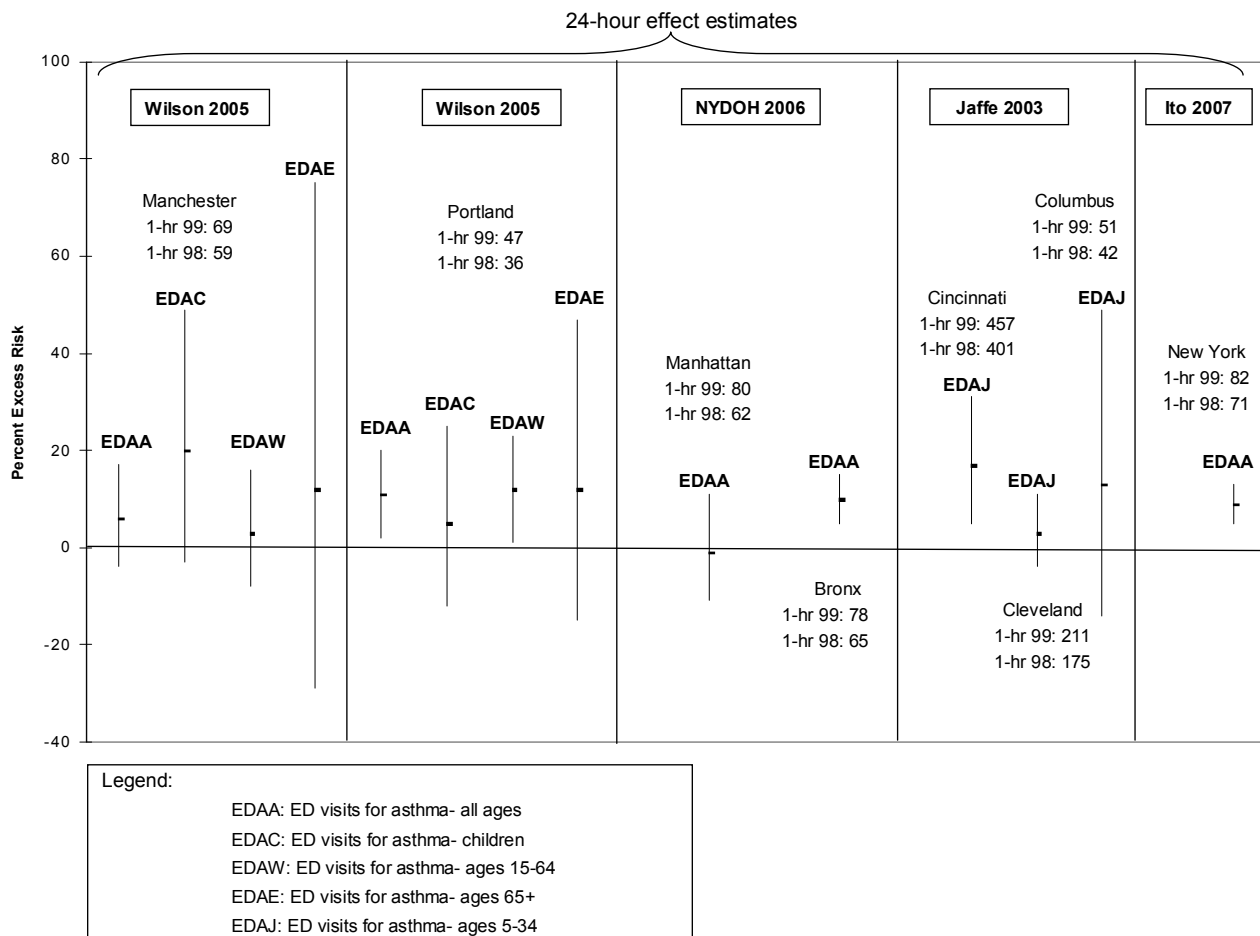 24-hour effect estimates
Percent Excess Risk
100
80
60
40
20
0
-20
-40
Wilson 2005
Manchester
1-hr 99: 69
1-hr 98: 59
EDAA
EDAC
EDAW
EDAE
Wilson 2005
Portland
1-hr 99: 47
1-hr 98: 36
EDAA
EDAC
EDAW
EDAE
NYDOH 2006
Manhattan
1-hr 99: 80
1-hr 98: 62
EDAA
EDAA
Bronx
1-hr 99: 78
1-hr 98: 65
Jaffe 2003
Cincinnati
1-hr 99: 457
1-hr 98: 401
EDAJ
EDAJ
Cleveland
1-hr 99: 211
1-hr 98: 175
Columbus
1-hr 99: 51
1-hr 98: 42
EDAJ
Ito 2007
New York
1-hr 99: 82
1-hr 98: 71
EDAA
Legend:
EDAA: ED visits for asthma- all ages
EDAC: ED visits for asthma- children
EDAW: ED visits for asthma- ages 15-64
EDAE: ED visits for asthma- ages 65+
EDAJ: ED visits for asthma- ages 5-34